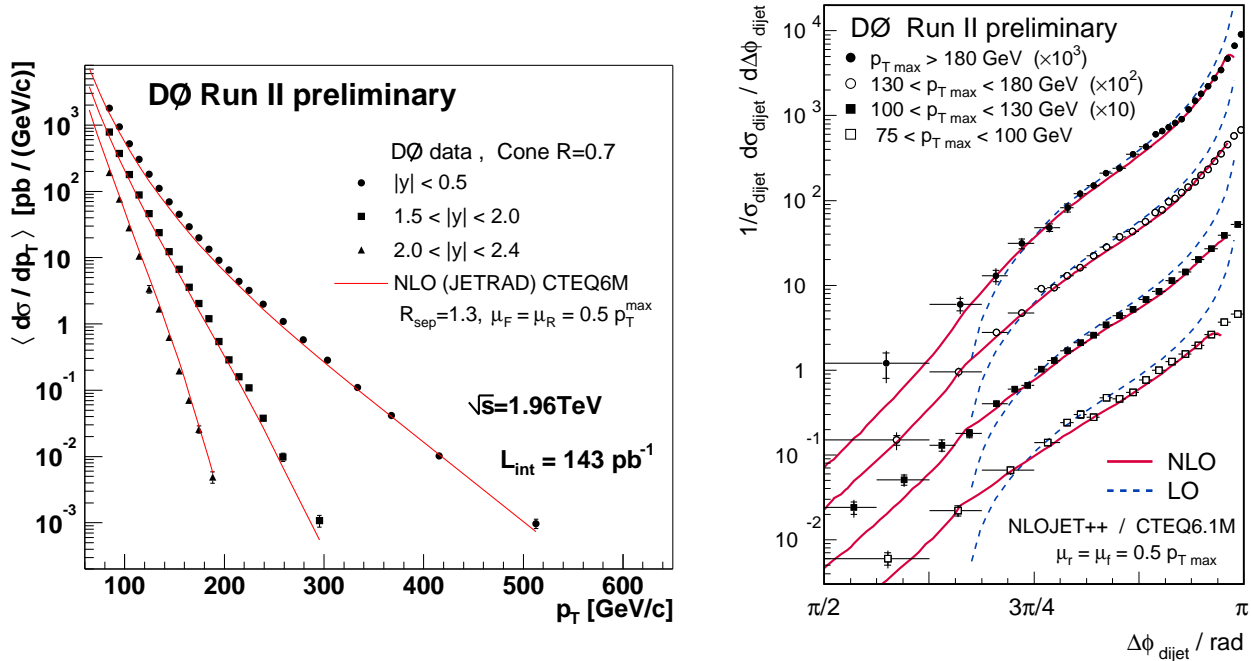 DØ Run II preliminary
DØ data , Cone R=0.7
|y| < 0.5
1.5 < |y| < 2.0
2.0 < |y| < 2.4
NLO (JETRAD) CTEQ6M
R_sep=1.3, μ_F = μ_R = 0.5 p_T^max
√s=1.96TeV
L_int = 143 pb^-1
⟨ dσ / dp_T ⟩ [pb / (GeV/c)]
10^3
10^2
10
1
10^-1
10^-2
10^-3
100 200 300 400 500 600
p_T [GeV/c]
DØ Run II preliminary
p_T max > 180 GeV (×10^3)
130 < p_T max < 180 GeV (×10^2)
100 < p_T max < 130 GeV (×10)
75 < p_T max < 100 GeV
1/σ_dijet dσ_dijet / dΔϕ_dijet
10^4
10^3
10^2
10
1
10^-1
10^-2
NLO
LO
NLOJET++ / CTEQ6.1M
μ_r = μ_f = 0.5 p_T max
π/2 3π/4 π
Δϕ_dijet / rad